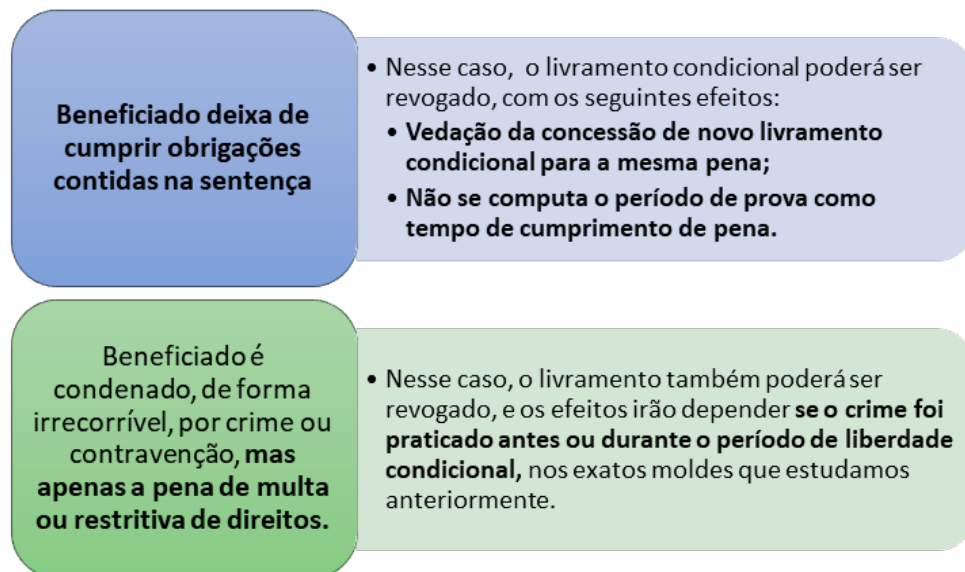 Beneficiado deixa de
cumprir obrigações
contidas na sentença
• Nesse caso, o livramento condicional poderá ser
revogado, com os seguintes efeitos:
• Vedação da concessão de novo livramento
condicional para a mesma pena;
• Não se computa o período de prova como
tempo de cumprimento de pena.
Beneficiado é
condenado, de forma
irrecorrível, por crime ou
contravenção, mas
apenas a pena de multa
ou restritiva de direitos.
• Nesse caso, o livramento também poderá ser
revogado, e os efeitos irão depender se o crime foi
praticado antes ou durante o período de liberdade
condicional, nos exatos moldes que estudamos
anteriormente.